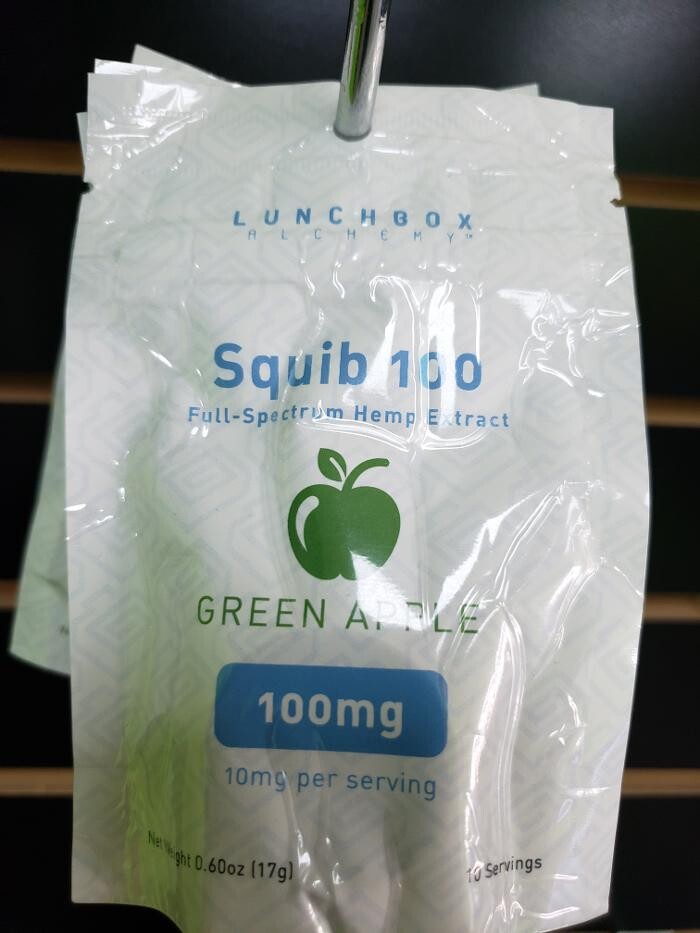 LUNCHBOX
ALCHEMY™
Squib 100
Full-Spectrum Hemp Extract
GREEN APPLE
100mg
10mg per serving
Net Weight 0.60oz (17g)
10 Servings